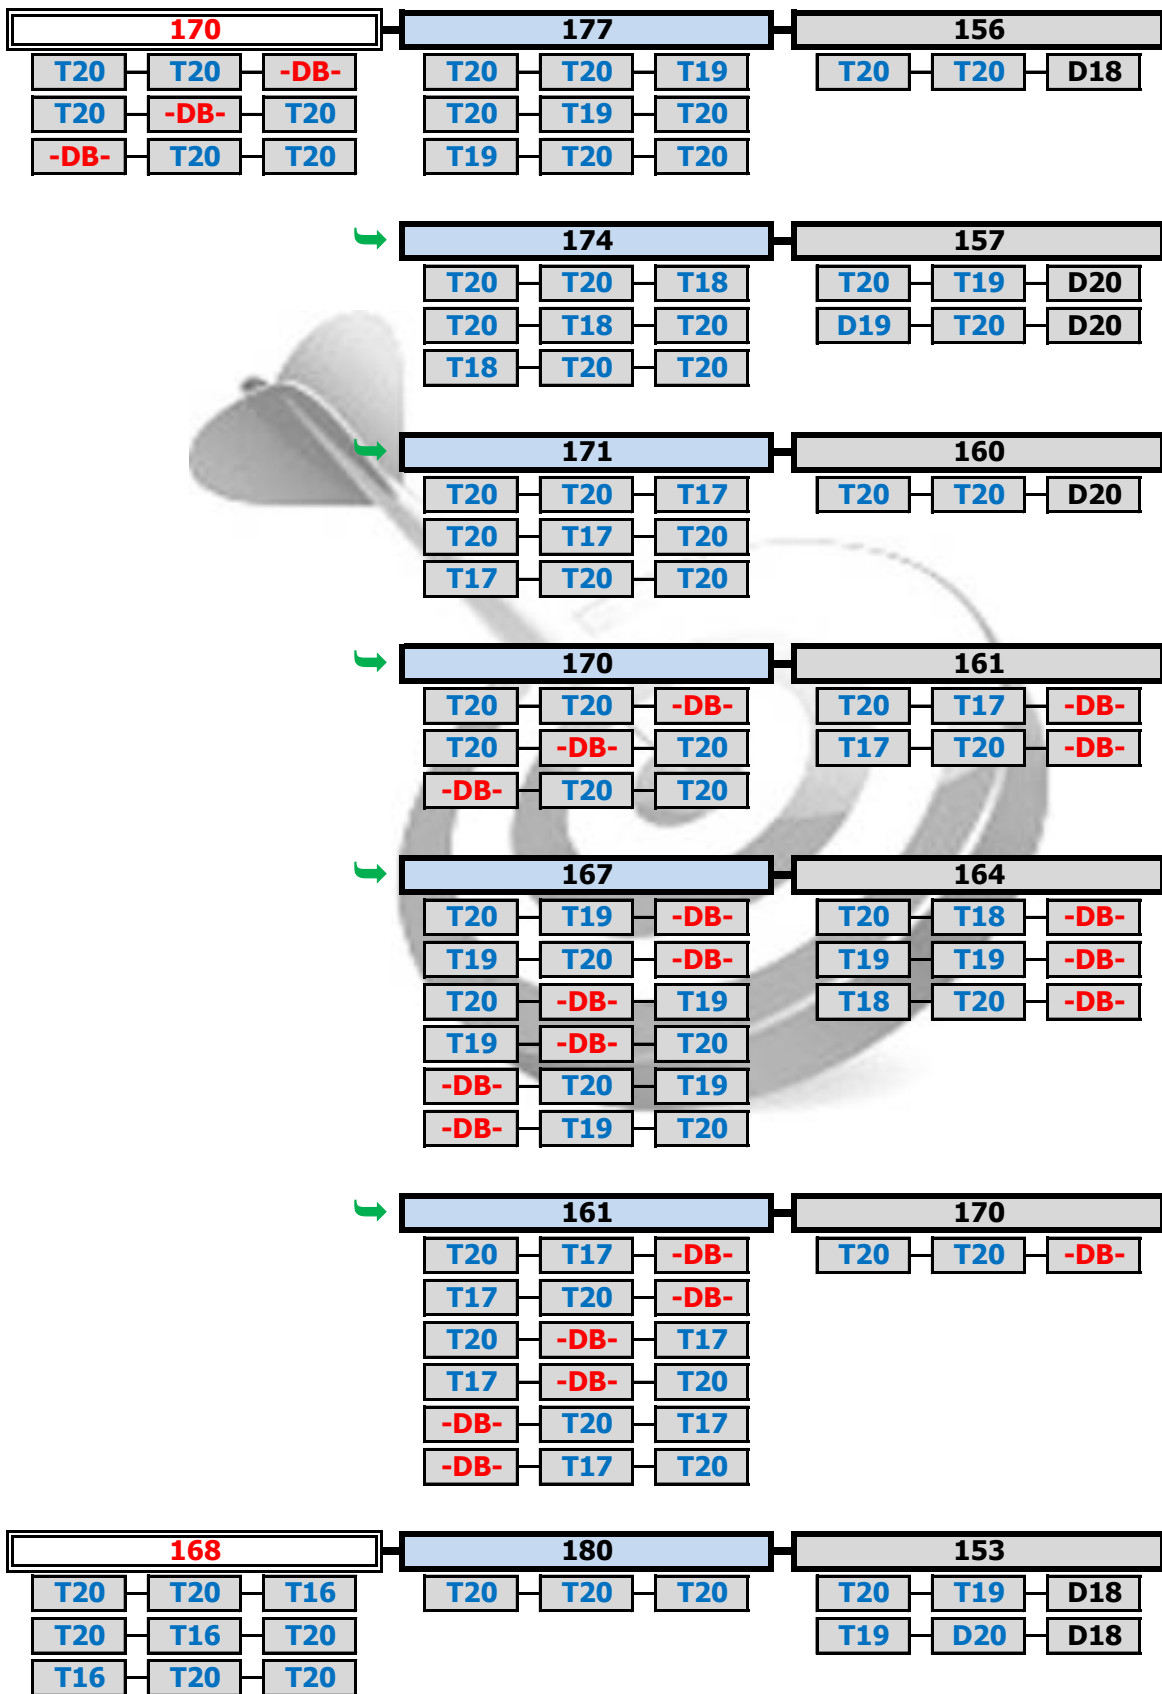 170 177 156
T20 T20 -DB- T20 T20 T19 T20 T20 D18
T20 -DB- T20 T20 T19 T20
-DB- T20 T20 T19 T20 T20
174 157
T20 T20 T18 T20 T19 D20
T20 T18 T20 D19 T20 D20
T18 T20 T20
171 160
T20 T20 T17 T20 T20 D20
T20 T17 T20
T17 T20 T20
170 161
T20 T20 -DB- T20 T17 -DB-
T20 -DB- T20 T17 T20 -DB-
-DB- T20 T20
167 164
T20 T19 -DB- T20 T18 -DB-
T19 T20 -DB- T19 T19 -DB-
T20 -DB- T19 T18 T20 -DB-
T19 -DB- T20
-DB- T20 T19
-DB- T19 T20
161 170
T20 T17 -DB- T20 T20 -DB-
T17 T20 -DB-
T20 -DB- T17
T17 -DB- T20
-DB- T20 T17
-DB- T17 T20
168 180 153
T20 T20 T16 T20 T20 T20 T20 T19 D18
T20 T16 T20 T19 D20 D18
T16 T20 T20